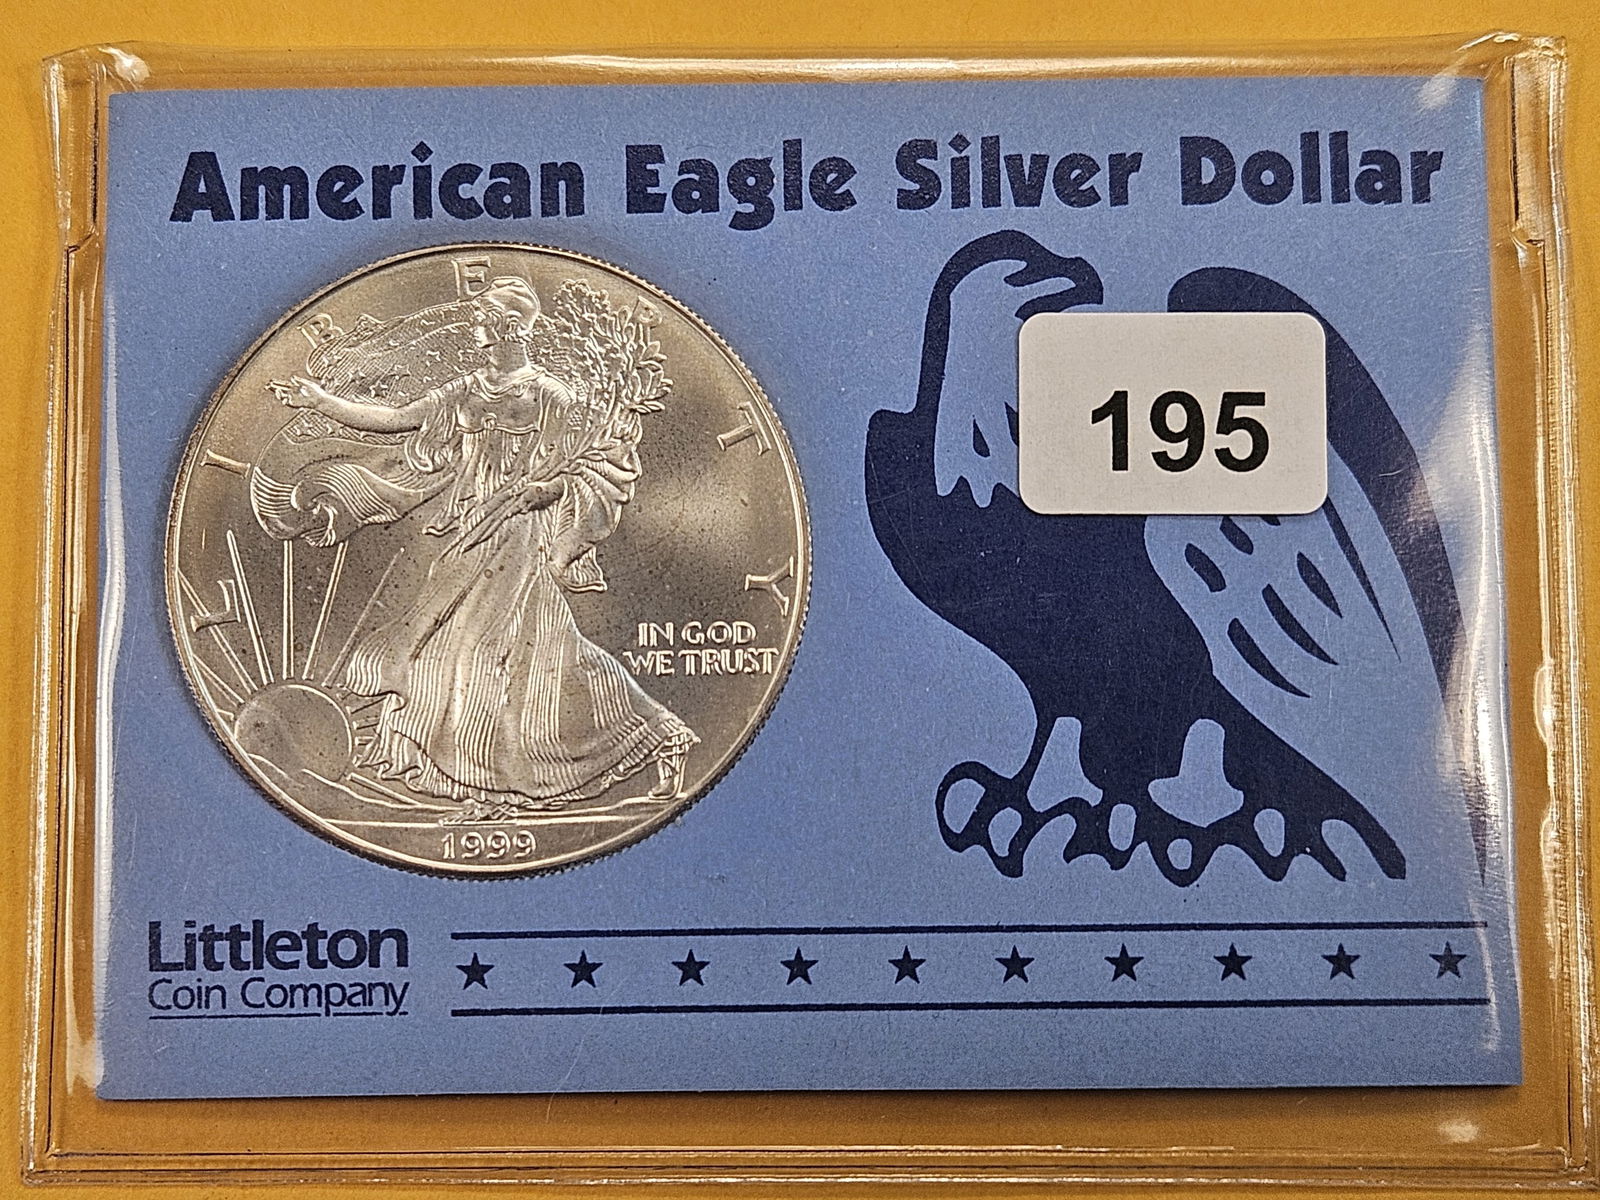 American Eagle Silver Dollar
LIBERTY
195
IN GOD
WE TRUST
1999
Littleton
Coin Company